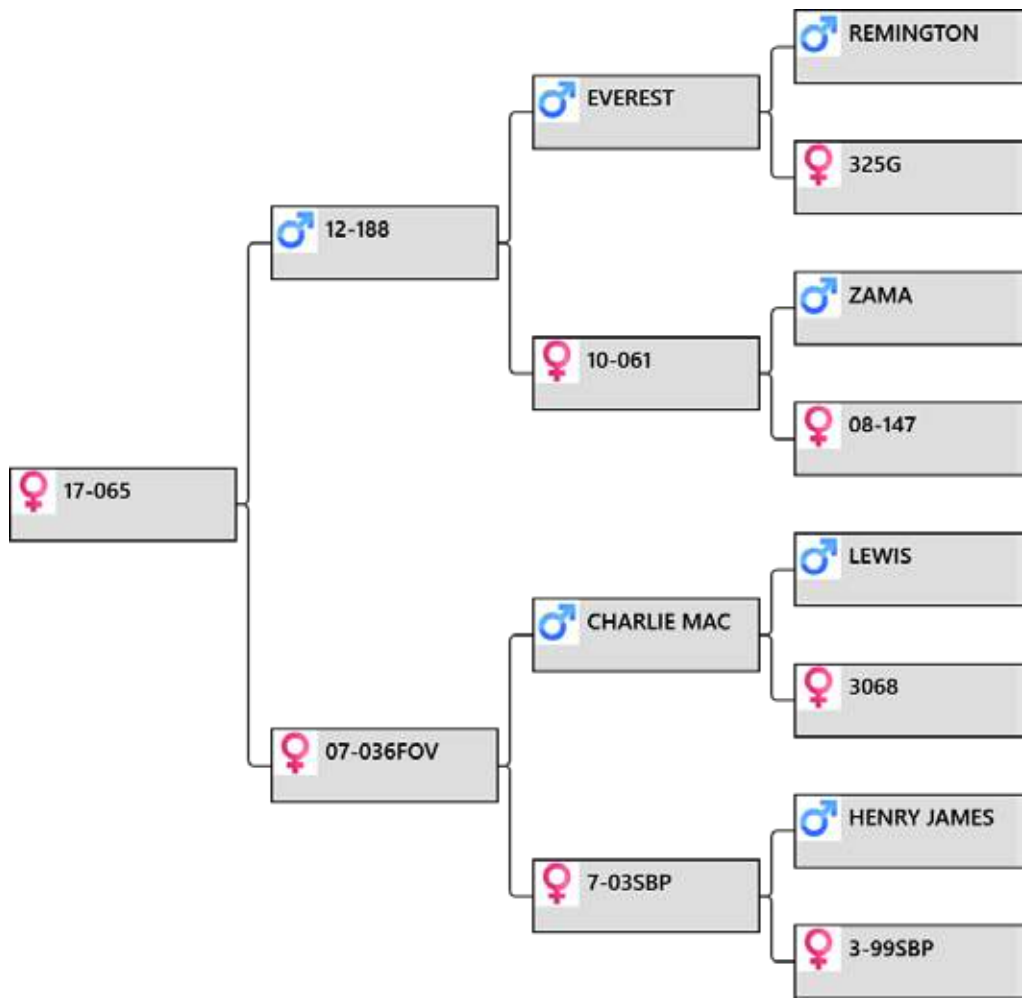 REMINGTON
EVEREST
325G
12-188
ZAMA
10-061
08-147
17-065
LEWIS
CHARLIE MAC
3068
07-036FOV
HENRY JAMES
7-03SBP
3-99SBP